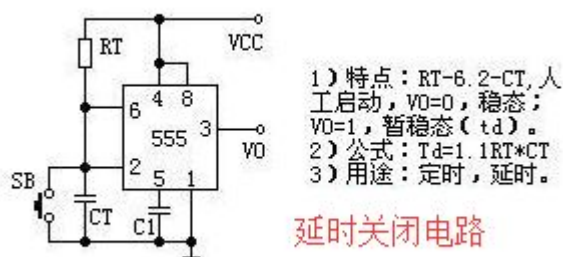 RT
VCC
4 8
6
555
3
VO
2
SB
5 1
CT
C1
1)特点:RT-6.2-CT,人
工启动,VO=0,稳态;
VO=1,暂稳态(td)。
2)公式:Td=1.1RT*CT
3)用途:定时,延时。
延时关闭电路